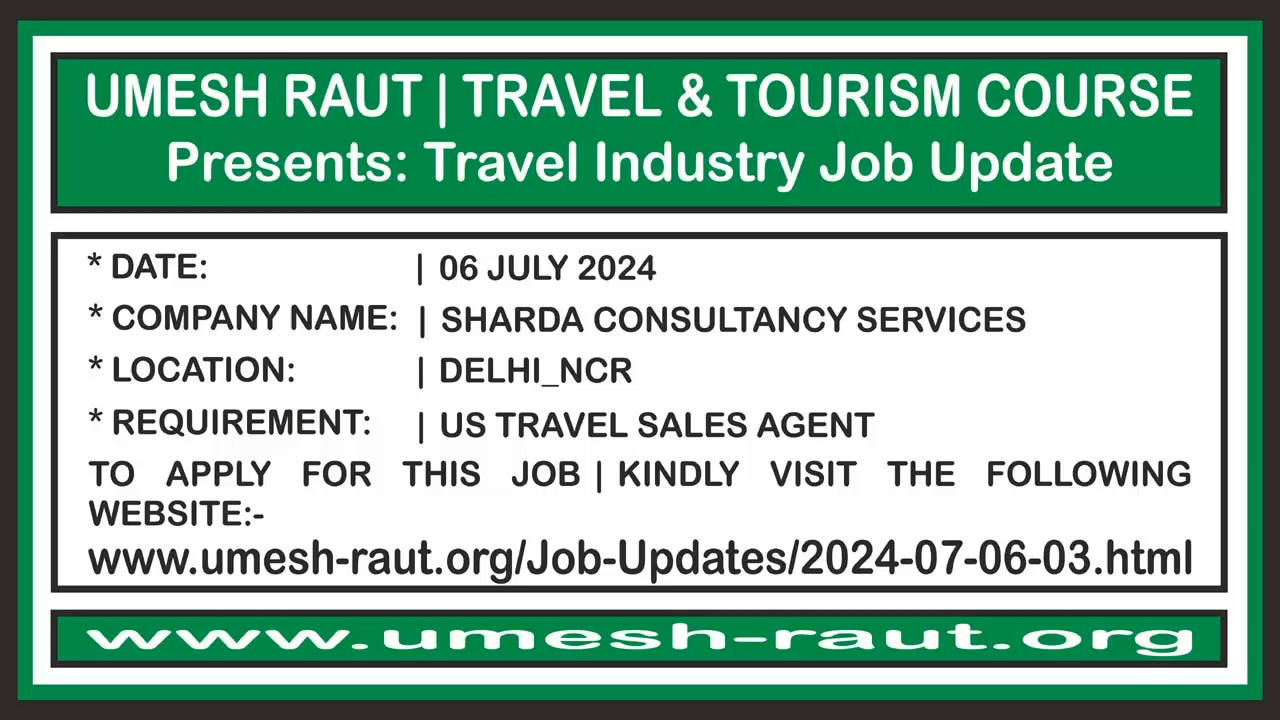 UMESH RAUT | TRAVEL & TOURISM COURSE
Presents: Travel Industry Job Update
* DATE: | 06 JULY 2024
* COMPANY NAME: | SHARDA CONSULTANCY SERVICES
* LOCATION: | DELHI_NCR
* REQUIREMENT: | US TRAVEL SALES AGENT
TO APPLY FOR THIS JOB | KINDLY VISIT THE FOLLOWING
WEBSITE:-
www.umesh-raut.org/Job-Updates/2024-07-06-03.html
www.umesh-raut.org